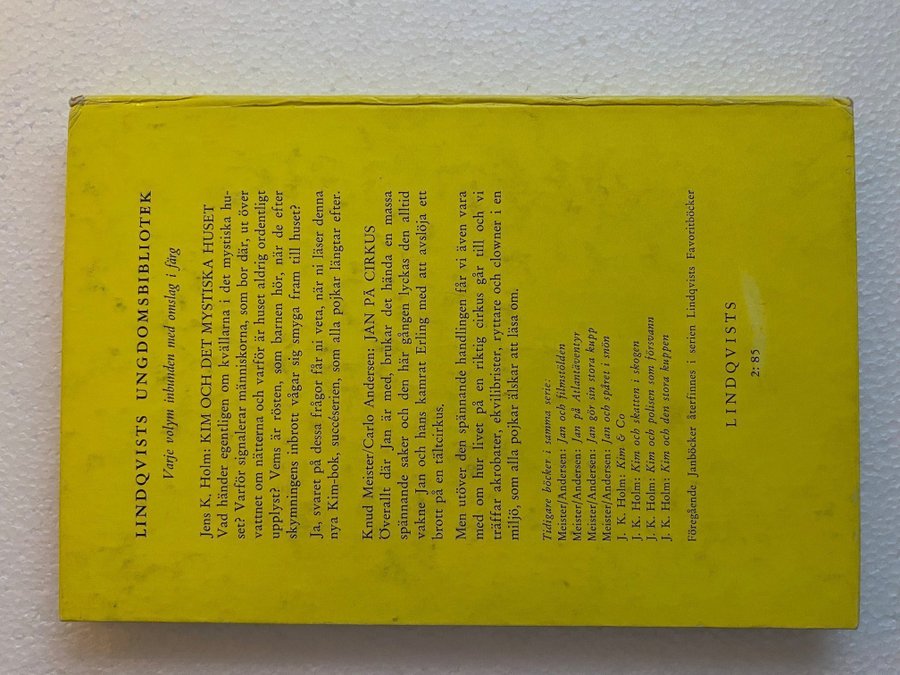 LINDQVISTS UNGDOMSBIBLIOTEK
Varje volym inbunden med omslag i färg
Jens K. Holm: KIM OCH DET MYSTISKA HUSET
Vad händer egentligen om kvällarna i det mystiska hu-
set? Varför signalerar människorna, som bor där, ut över
vattnet om nätterna och varför är huset aldrig ordentligt
upplyst? Vems är rösten, som barnen hör, när de efter
skymningens inbrott vågar sig smyga fram till huset?
Ja, svaret på dessa frågor får ni veta, när ni läser denna
nya Kim-bok, succéserien, som alla pojkar längtar efter.
Knud Meister/Carlo Andersen: JAN PÅ CIRKUS
Överallt där Jan är med, brukar det hända en massa
spännande saker och den här gången lyckas den alltid
vakne Jan och hans kamrat Erling med att avslöja ett
brott på en tältcirkus.
Men utöver den spännande handlingen får vi även vara
med om hur livet på en riktig cirkus går till och vi
träffar akrobater, ekvilibrister, ryttare och clowner i en
miljö, som alla pojkar älskar att läsa om.
Tidigare böcker i samma serie:
Meister/Andersen: Jan och filmstölden
Meister/Andersen: Jan på Atlantäventyr
Meister/Andersen: Jan gör sin stora kupp
Meister/Andersen: Jan och spåret i snön
J. K. Holm: Kim & Co
J. K. Holm: Kim och skatten i skogen
J. K. Holm: Kim och polisen som försvann
J. K. Holm: Kim och den stora kuppen
Föregående Janböcker återfinnes i serien Lindqvists Favoritböcker
LINDQVISTS
2: 85